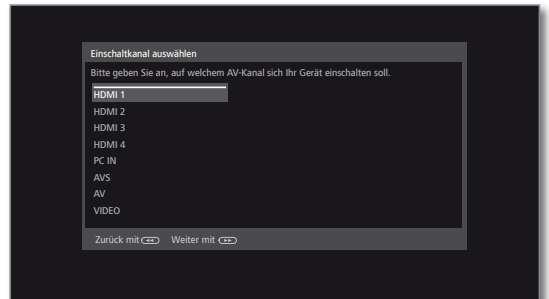 Einschaltkanal auswählen
Bitte geben Sie an, auf welchem AV-Kanal sich Ihr Gerät einschalten soll.
HDMI 1
HDMI 2
HDMI 3
HDMI 4
PC IN
AVS
AV
VIDEO
Zurück mit Weiter mit